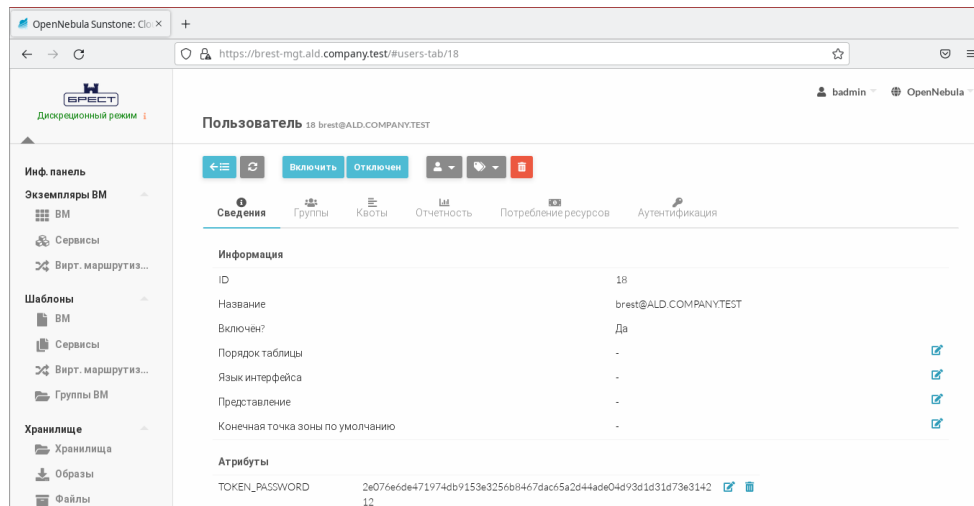 OpenNebula Sunstone: Clo
https://brest-mgt.ald.company.test/#users-tab/18
БРЕСТ
Дискреционный режим
badmin
OpenNebula
Пользователь 18 brest@ALD.COMPANY.TEST
Включить
Отключен
Инф. панель
Экземпляры ВМ
ВМ
Сервисы
Вирт. маршрутиз...
Шаблоны
ВМ
Сервисы
Вирт. маршрутиз...
Группы ВМ
Хранилище
Хранилища
Образы
Файлы
Сведения
Группы
Квоты
Отчетность
Потребление ресурсов
Аутентификация
Информация
ID 18
Название brest@ALD.COMPANY.TEST
Включен? Да
Порядок таблицы -
Язык интерфейса -
Представление -
Конечная точка зоны по умолчанию -
Атрибуты
TOKEN_PASSWORD 2e076e6de471974db9153e3256b8467dac65a2d44ade04d93d1d31d73e3142
12